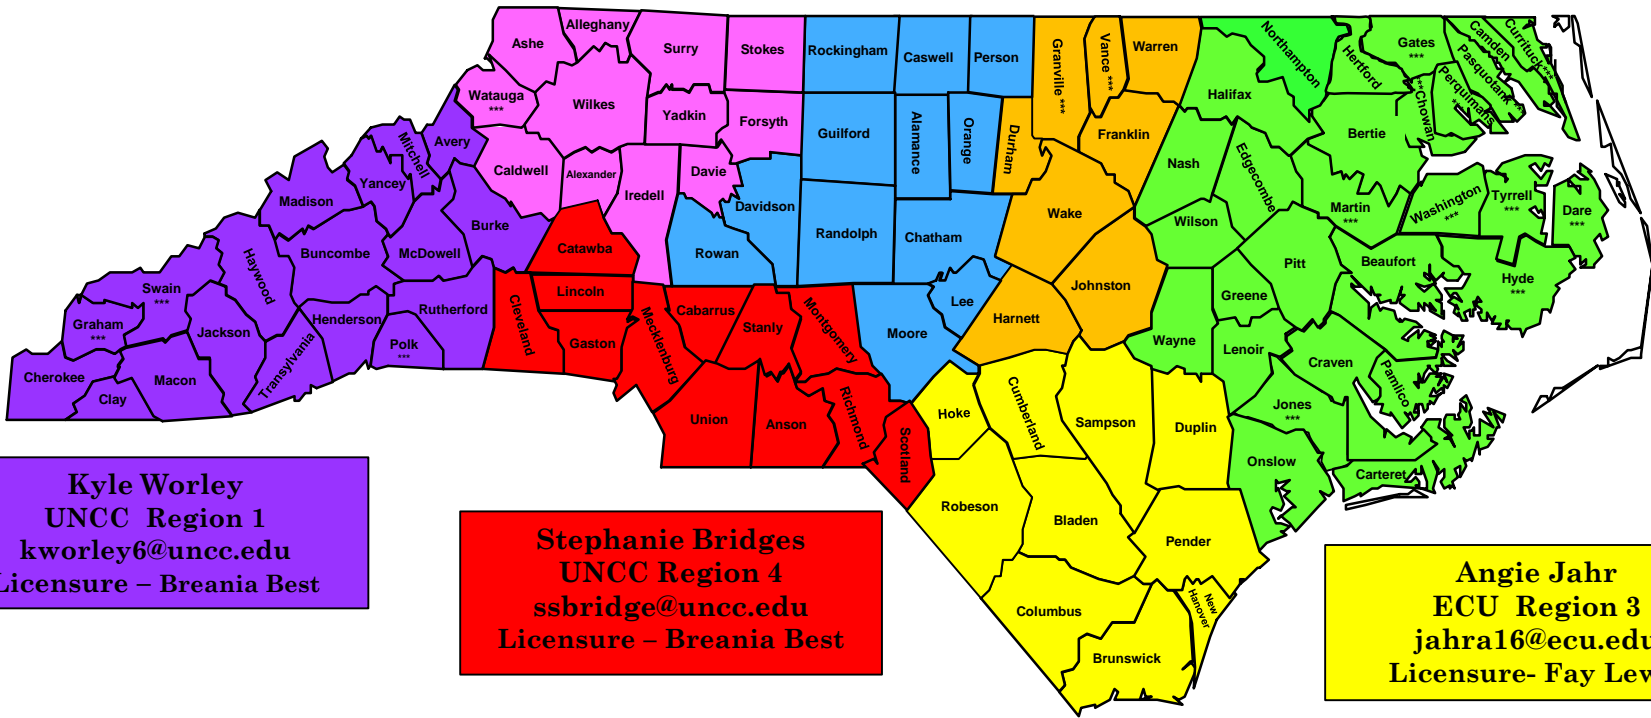 Ashe
Alleghany
Surry
Stokes
Rockingham
Caswell
Person
Granville ***
Vance ***
Warren
Northampton
Hertford
Gates
***
Camden
Currituck***
Pasquotank
Perquimans
Chowan
Watauga
***
Wilkes
Yadkin
Forsyth
Guilford
Alamance
Orange
Durham
Franklin
Halifax
Nash
Edgecombe
Bertie
Avery
Mitchell
Yancey
Madison
Caldwell
Alexander
Iredell
Davie
Davidson
Randolph
Chatham
Wake
Wilson
Martin
***
Washington
***
Tyrrell
***
Dare
***
Haywood
Buncombe
McDowell
Burke
Catawba
Rowan
Lee
Johnston
Pitt
Beaufort
Hyde
***
Greene
Swain
***
Graham
***
Jackson
Henderson
Rutherford
Polk
***
Transylvania
Cleveland
Lincoln
Gaston
Mecklenburg
Cabarrus
Stanly
Montgomery
Moore
Harnett
Wayne
Lenoir
Craven
Pamlico
Cherokee
Clay
Macon
Union
Anson
Richmond
Scotland
Hoke
Cumberland
Sampson
Duplin
Jones
***
Onslow
Carteret
Robeson
Bladen
Pender
Columbus
New
Hanover
Brunswick
Kyle Worley
UNCC Region 1
kworley6@uncc.edu
Licensure – Breania Best
Stephanie Bridges
UNCC Region 4
ssbridge@uncc.edu
Licensure – Breania Best
Angie Jahr
ECU Region 3
jahra16@ecu.edu
Licensure- Fay